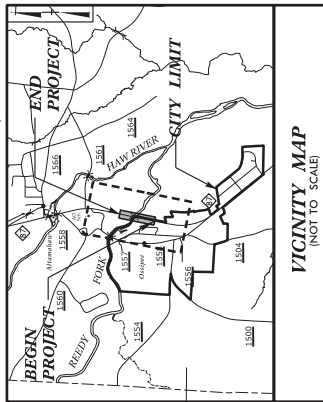 END
PROJECT
1566
1564
1561
HAW RIVER
CITY LIMIT
87
Altamahaw
1558
1560
BEGIN
PROJECT
REEDY
FORK
1557
Ossipee
1556
87
1554
1504
1500
VICINITY MAP
(NOT TO SCALE)